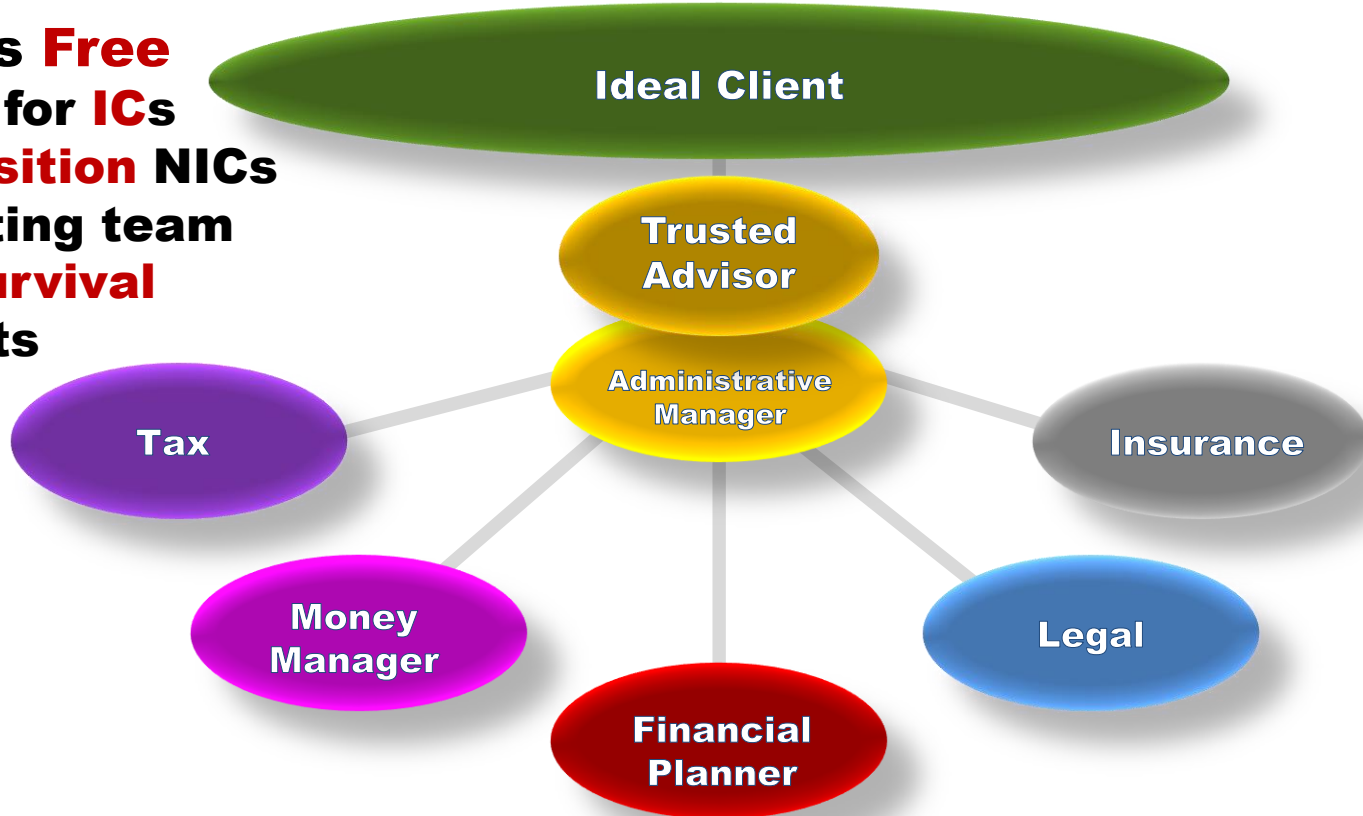 s Free
for ICs
sition NICs
ting team
urvival
ts
Ideal Client
Trusted
Advisor
Administrative
Manager
Tax
Insurance
Money
Manager
Legal
Financial
Planner